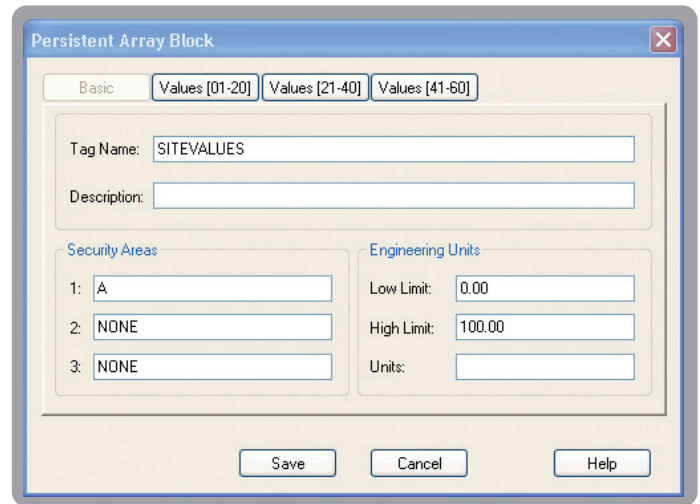 Persistent Array Block
Basic Values [01-20] Values [21-40] Values [41-60]
Tag Name: SITEVALUES
Description:
Security Areas
1: A
2: NONE
3: NONE
Engineering Units
Low Limit: 0.00
High Limit: 100.00
Units:
Save Cancel Help